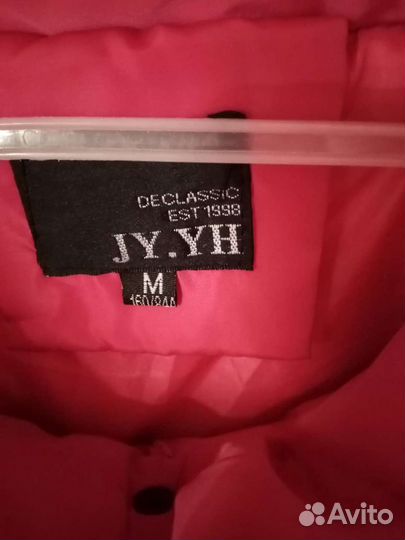 DECLASSIC
EST 1998
JY.YH
M
160/84A
Avito